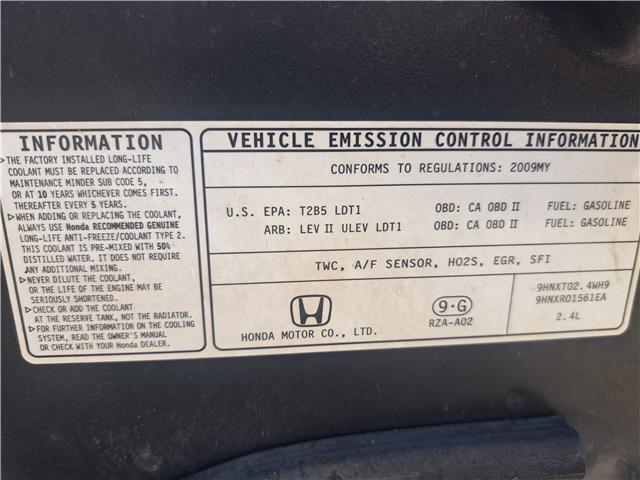 INFORMATION
▷THE FACTORY INSTALLED LONG-LIFE
COOLANT MUST BE REPLACED ACCORDING TO
MAINTENANCE MINDER SUB CODE 5,
OR AT 10 YEARS WHICHEVER COMES FIRST.
THEREAFTER EVERY 5 YEARS.
▷WHEN ADDING OR REPLACING THE COOLANT,
ALWAYS USE Honda RECOMMENDED GENUINE
LONG-LIFE ANTI-FREEZE/COOLANT TYPE 2.
THIS COOLANT IS PRE-MIXED WITH 50%
DISTILLED WATER. IT DOES NOT REQUIRE
ANY ADDITIONAL MIXING.
▷NEVER DILUTE THE COOLANT,
OR THE LIFE OF THE ENGINE MAY BE
SERIOUSLY SHORTENED.
▷CHECK OR ADD THE COOLANT
AT THE RESERVE TANK, NOT THE RADIATOR.
▷FOR FURTHER INFORMATION ON THE COOLING
SYSTEM, READ THE OWNER'S MANUAL
OR CHECK WITH YOUR Honda DEALER.
VEHICLE EMISSION CONTROL INFORMATION
CONFORMS TO REGULATIONS: 2009MY
U.S. EPA: T2B5 LDT1 OBD: CA OBD II FUEL: GASOLINE
ARB: LEV II ULEV LDT1 OBD: CA OBD II FUEL: GASOLINE
TWC, A/F SENSOR, HO2S, EGR, SFI
HONDA MOTOR CO., LTD.
9·G
RZA-A02
9HNXT02.4WH9
9HNXR01561EA
2.4L